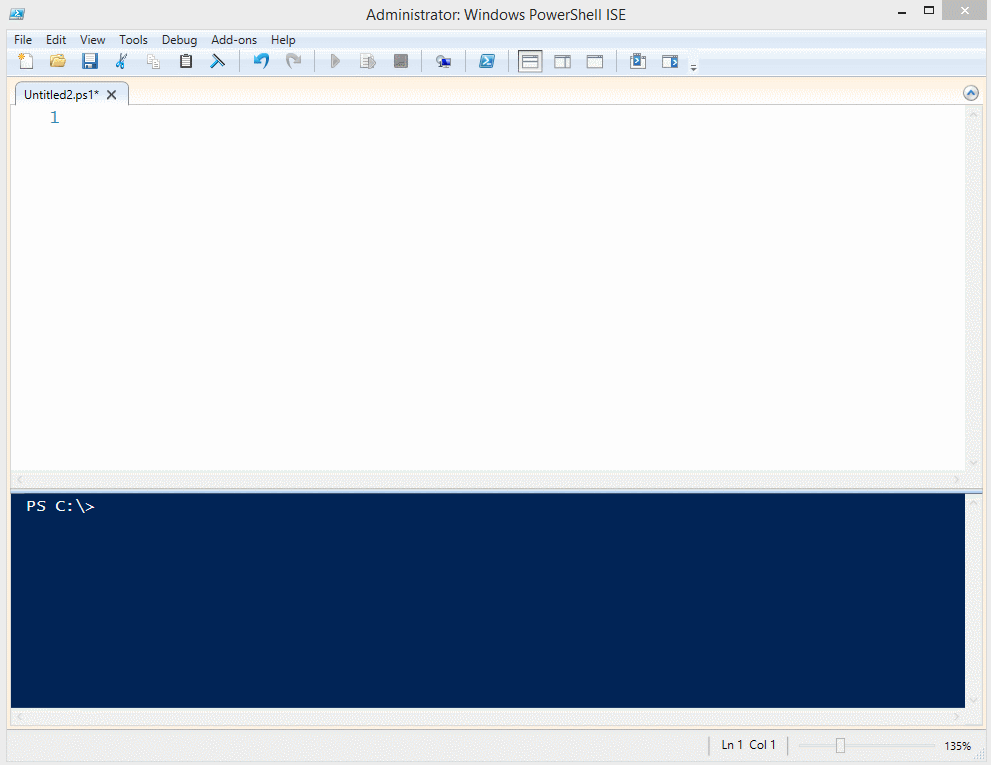 Administrator: Windows PowerShell ISE
File Edit View Tools Debug Add-ons Help
Untitled2.ps1*
1
PS C:\>
Ln 1 Col 1
135%